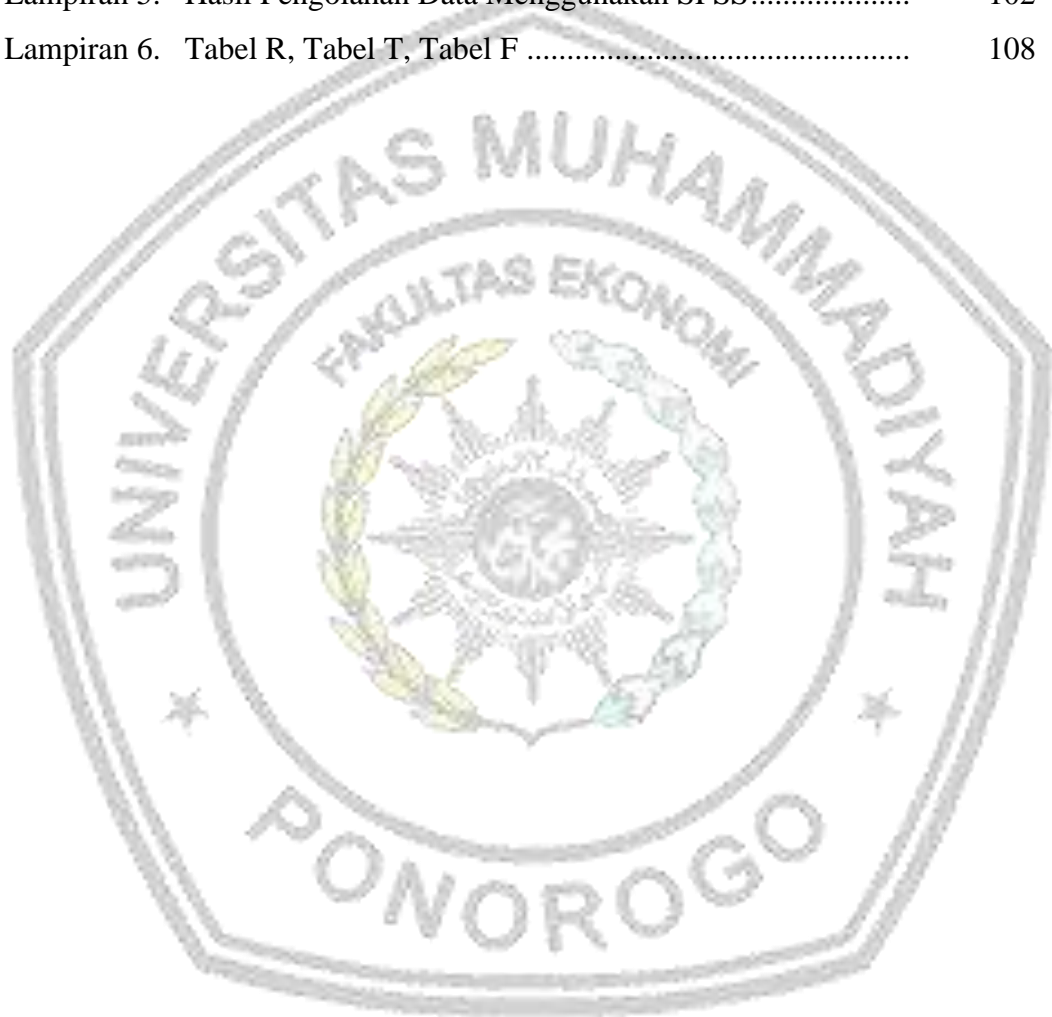 Lampiran 5. Hasil Pengolahan Data Menggunakan SPSS.................... 102
Lampiran 6. Tabel R, Tabel T, Tabel F ................................................ 108
UNIVERSITAS MUHAMMADIYAH
FAKULTAS EKONOMI
PONOROGO